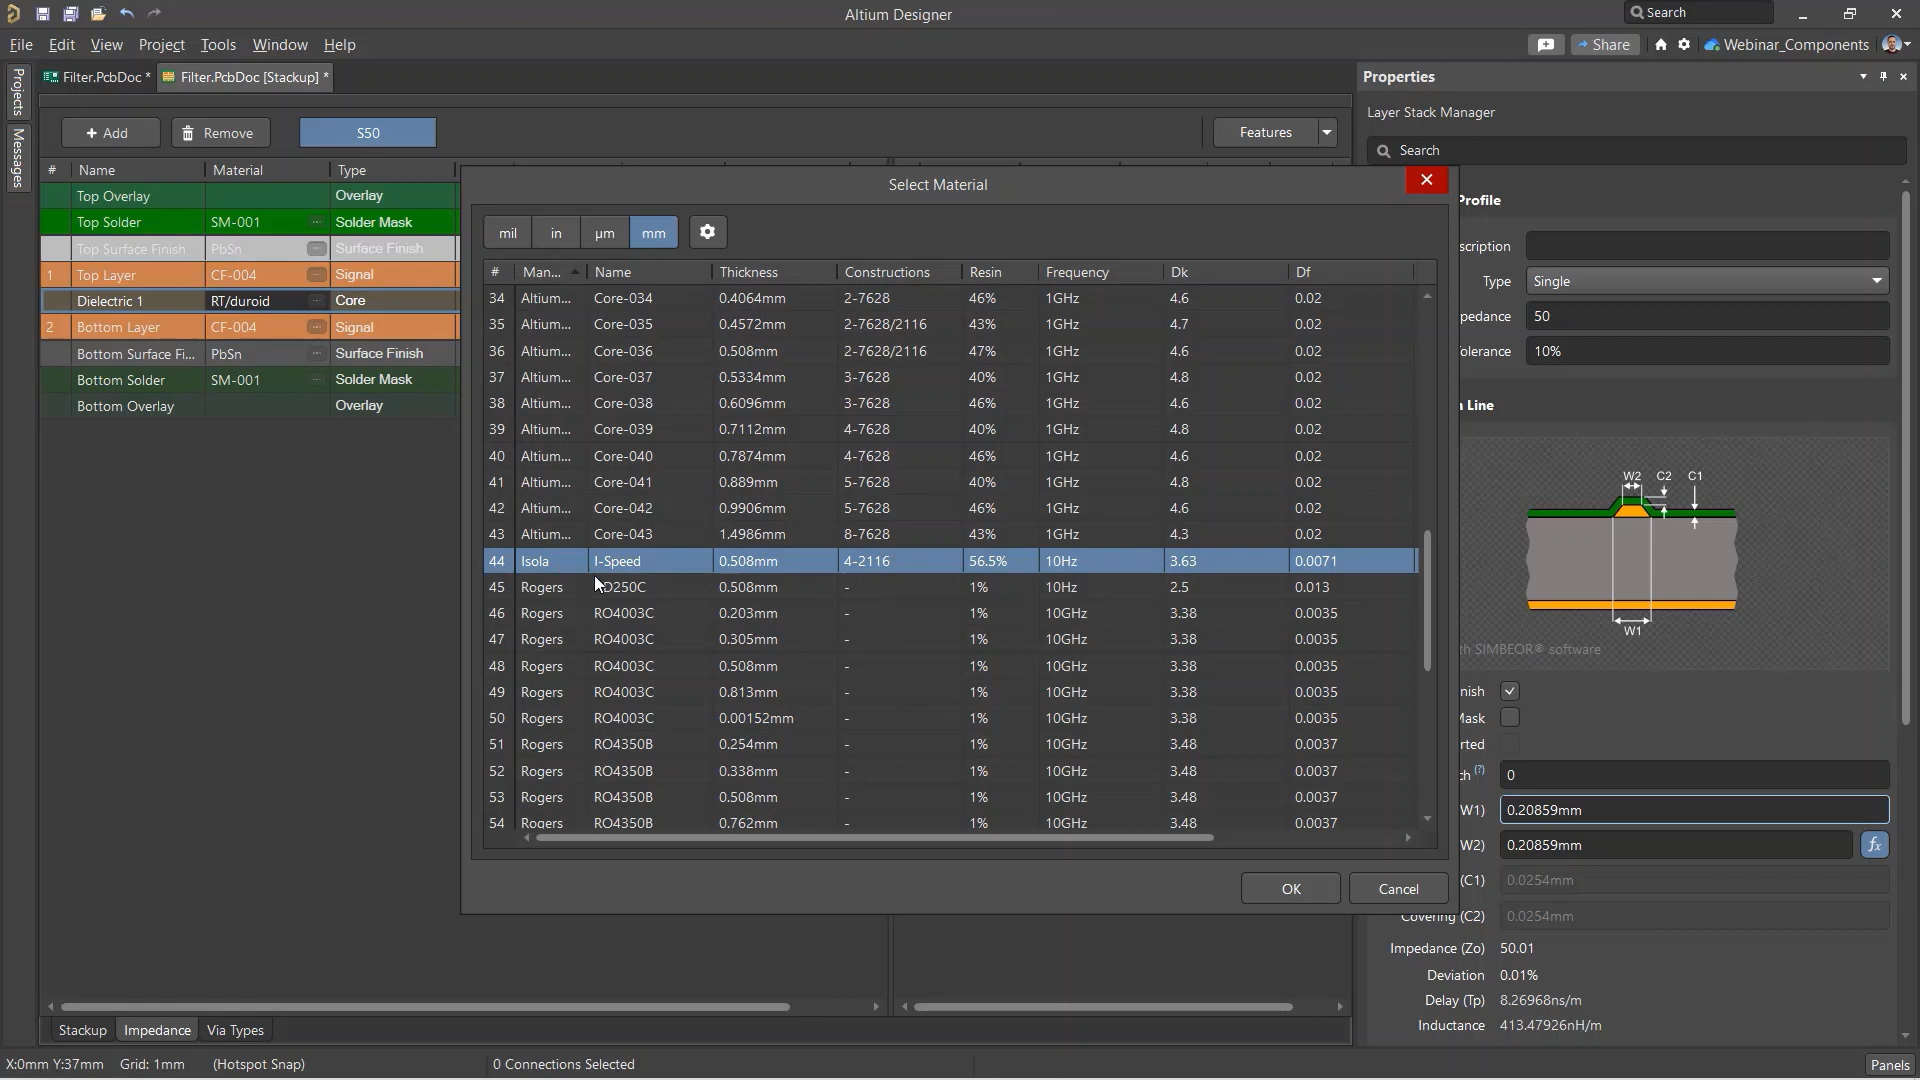 Altium Designer
Search
File Edit View Project Tools Window Help
Share Webinar_Components
Projects
Messages
Filter.PcbDoc * Filter.PcbDoc [Stackup] *
Properties
Layer Stack Manager
Search
+ Add Remove S50 Features
# Name Material Type
Top Overlay Overlay
Top Solder SM-001 Solder Mask
Top Surface Finish PbSn Surface Finish
1 Top Layer CF-004 Signal
Dielectric 1 RT/duroid Core
2 Bottom Layer CF-004 Signal
Bottom Surface Fi... PbSn Surface Finish
Bottom Solder SM-001 Solder Mask
Bottom Overlay Overlay
Select Material
mil in µm mm
# Man... Name Thickness Constructions Resin Frequency Dk Df
34 Altium... Core-034 0.4064mm 2-7628 46% 1GHz 4.6 0.02
35 Altium... Core-035 0.4572mm 2-7628/2116 43% 1GHz 4.7 0.02
36 Altium... Core-036 0.508mm 2-7628/2116 47% 1GHz 4.6 0.02
37 Altium... Core-037 0.5334mm 3-7628 40% 1GHz 4.8 0.02
38 Altium... Core-038 0.6096mm 3-7628 46% 1GHz 4.6 0.02
39 Altium... Core-039 0.7112mm 4-7628 40% 1GHz 4.8 0.02
40 Altium... Core-040 0.7874mm 4-7628 46% 1GHz 4.6 0.02
41 Altium... Core-041 0.889mm 5-7628 40% 1GHz 4.8 0.02
42 Altium... Core-042 0.9906mm 5-7628 46% 1GHz 4.6 0.02
43 Altium... Core-043 1.4986mm 8-7628 43% 1GHz 4.3 0.02
44 Isola I-Speed 0.508mm 4-2116 56.5% 10Hz 3.63 0.0071
45 Rogers D250C 0.508mm - 1% 10Hz 2.5 0.013
46 Rogers RO4003C 0.203mm - 1% 10GHz 3.38 0.0035
47 Rogers RO4003C 0.305mm - 1% 10GHz 3.38 0.0035
48 Rogers RO4003C 0.508mm - 1% 10GHz 3.38 0.0035
49 Rogers RO4003C 0.813mm - 1% 10GHz 3.38 0.0035
50 Rogers RO4003C 0.00152mm - 1% 10GHz 3.38 0.0035
51 Rogers RO4350B 0.254mm - 1% 10GHz 3.48 0.0037
52 Rogers RO4350B 0.338mm - 1% 10GHz 3.48 0.0037
53 Rogers RO4350B 0.508mm - 1% 10GHz 3.48 0.0037
54 Rogers RO4350B 0.762mm - 1% 10GHz 3.48 0.0037
OK Cancel
Profile
scription
Type Single
pedance 50
olerance 10%
n Line
W2 C2 C1
W1
th SIMBEOR® software
nish
Mask
rted
ch [?] 0
W1) 0.20859mm
W2) 0.20859mm fx
(C1) 0.0254mm
Covering (C2) 0.0254mm
Impedance (Zo) 50.01
Deviation 0.01%
Delay (Tp) 8.26968ns/m
Inductance 413.47926nH/m
Stackup Impedance Via Types
X:0mm Y:37mm Grid: 1mm (Hotspot Snap) 0 Connections Selected Panels